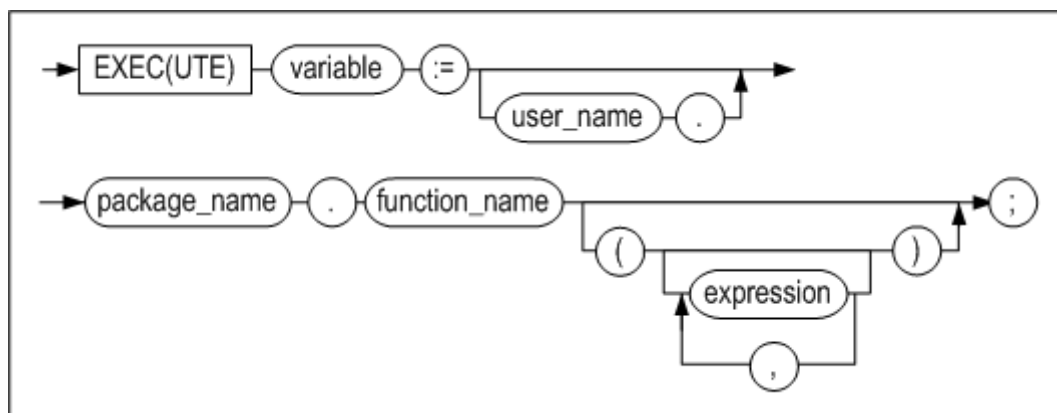 EXEC(UTE) variable :=
user_name .
package_name . function_name ;
( )
expression
,